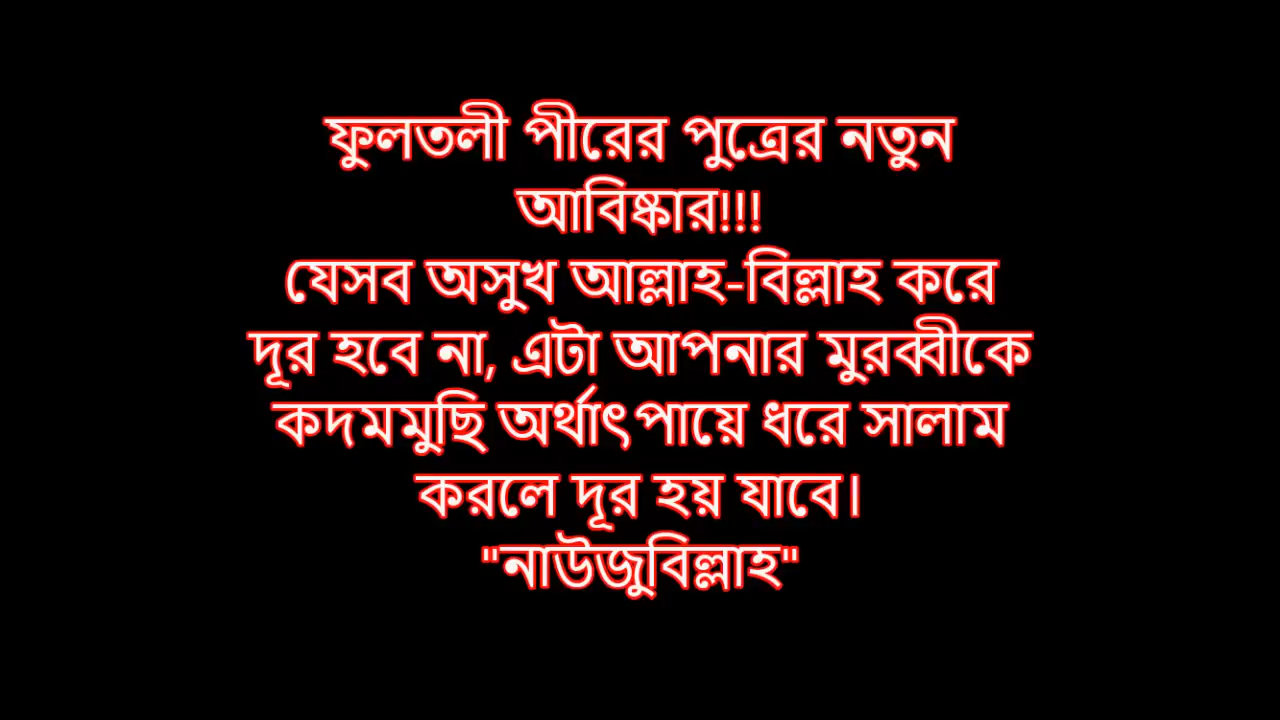 ফুলতলী পীরের পুত্রের নতুন
আবিষ্কার!!!
যেসব অসুখ আল্লাহ-বিল্লাহ করে
দূর হবে না, এটা আপনার মুরব্বীকে
কদমমুছি অর্থাৎ পায়ে ধরে সালাম
করলে দূর হয় যাবে।
"নাউজুবিল্লাহ"